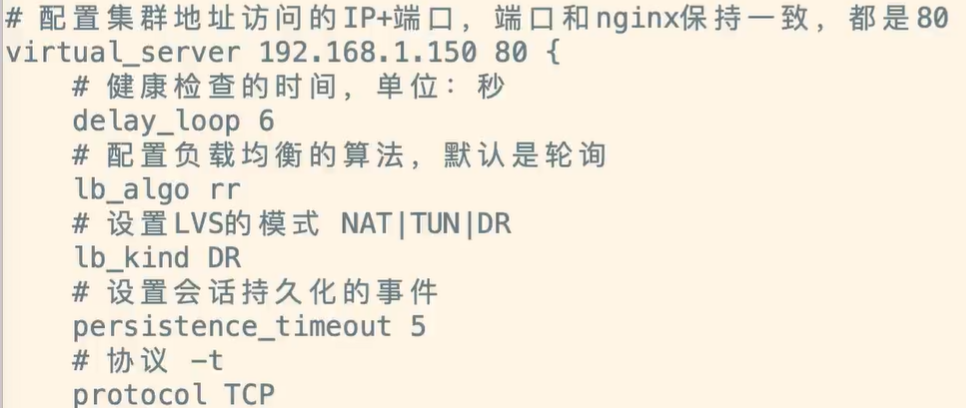 # 配置集群地址访问的IP+端口，端口和nginx保持一致，都是80
virtual_server 192.168.1.150 80 {
    # 健康检查的时间，单位：秒
    delay_loop 6
    # 配置负载均衡的算法，默认是轮询
    lb_algo rr
    # 设置LVS的模式 NAT|TUN|DR
    lb_kind DR
    # 设置会话持久化的事件
    persistence_timeout 5
    # 协议 -t
    protocol TCP